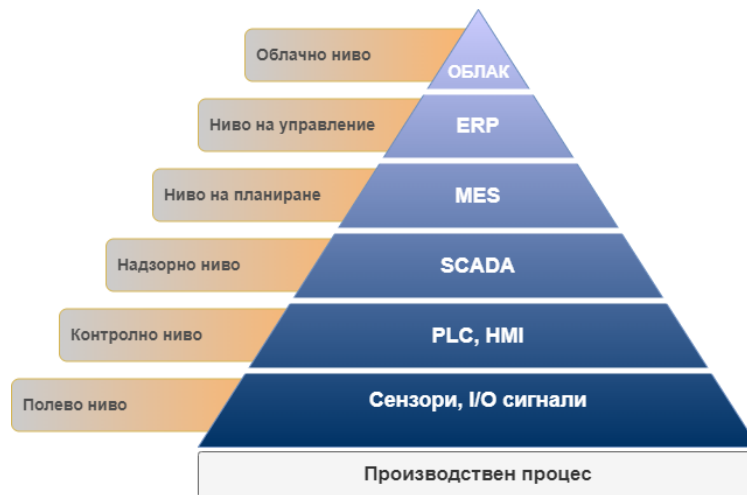 Облачно ниво
ОБЛАК
Ниво на управление
ERP
Ниво на планиране
MES
Надзорно ниво
SCADA
Контролно ниво
PLC, HMI
Полево ниво
Сензори, I/O сигнали
Производствен процес